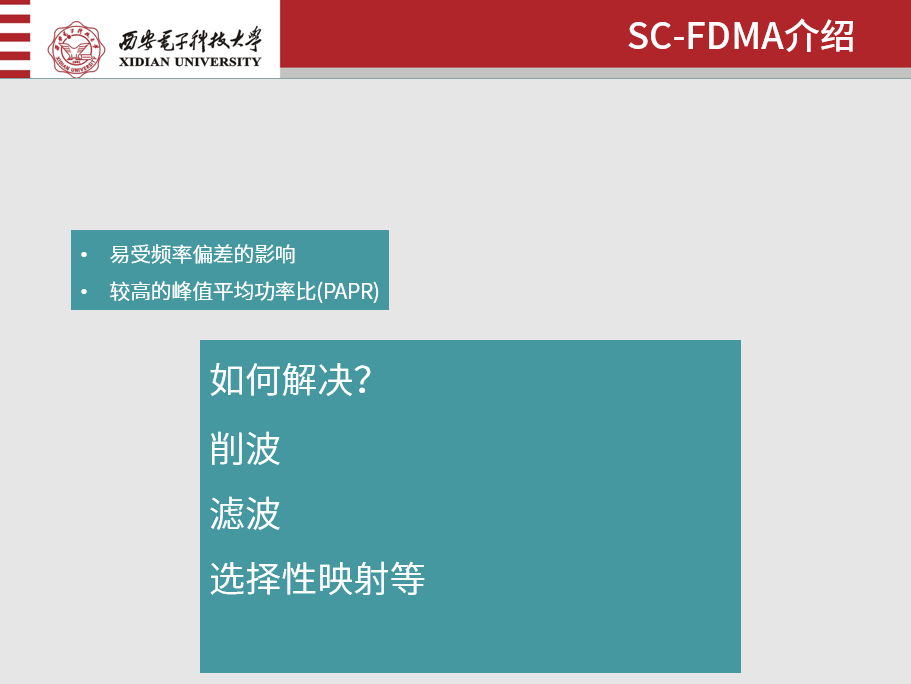 西安电子科技大学
XIDIAN UNIVERSITY
SC-FDMA介绍
• 易受频率偏差的影响
• 较高的峰值平均功率比(PAPR)
如何解决？
削波
滤波
选择性映射等